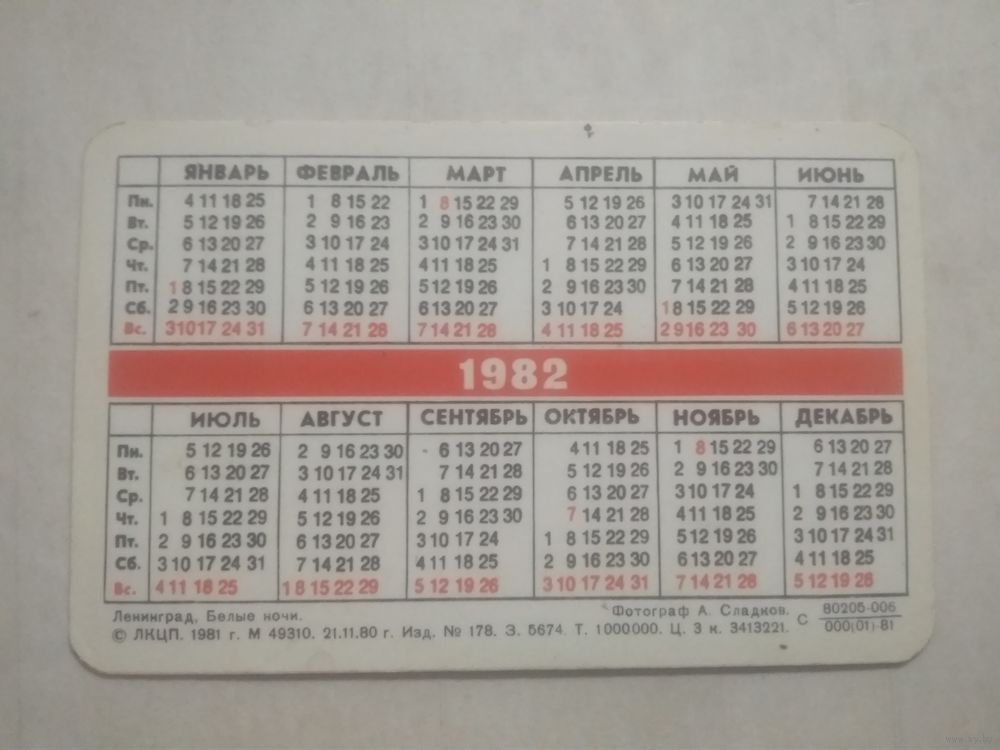 ЯНВАРЬ ФЕВРАЛЬ МАРТ АПРЕЛЬ МАЙ ИЮНЬ
Пн. 4 11 18 25 1 8 15 22 1 8 15 22 29 5 12 19 26 3 10 17 24 31 7 14 21 28
Вт. 5 12 19 26 2 9 16 23 2 9 16 23 30 6 13 20 27 4 11 18 25 1 8 15 22 29
Ср. 6 13 20 27 3 10 17 24 3 10 17 24 31 7 14 21 28 5 12 19 26 2 9 16 23 30
Чт. 7 14 21 28 4 11 18 25 4 11 18 25 1 8 15 22 29 6 13 20 27 3 10 17 24
Пт. 1 8 15 22 29 5 12 19 26 5 12 19 26 2 9 16 23 30 7 14 21 28 4 11 18 25
Сб. 2 9 16 23 30 6 13 20 27 6 13 20 27 3 10 17 24 1 8 15 22 29 5 12 19 26
Вс. 3 10 17 24 31 7 14 21 28 7 14 21 28 4 11 18 25 2 9 16 23 30 6 13 20 27
1982
ИЮЛЬ АВГУСТ СЕНТЯБРЬ ОКТЯБРЬ НОЯБРЬ ДЕКАБРЬ
Пн. 5 12 19 26 2 9 16 23 30 6 13 20 27 4 11 18 25 1 8 15 22 29 6 13 20 27
Вт. 6 13 20 27 3 10 17 24 31 7 14 21 28 5 12 19 26 2 9 16 23 30 7 14 21 28
Ср. 7 14 21 28 4 11 18 25 1 8 15 22 29 6 13 20 27 3 10 17 24 1 8 15 22 29
Чт. 1 8 15 22 29 5 12 19 26 2 9 16 23 30 7 14 21 28 4 11 18 25 2 9 16 23 30
Пт. 2 9 16 23 30 6 13 20 27 3 10 17 24 1 8 15 22 29 5 12 19 26 3 10 17 24 31
Сб. 3 10 17 24 31 7 14 21 28 4 11 18 25 2 9 16 23 30 6 13 20 27 4 11 18 25
Вс. 4 11 18 25 1 8 15 22 29 5 12 19 26 3 10 17 24 31 7 14 21 28 5 12 19 26
Ленинград, Белые ночи. Фотограф А. Сладков.
© ЛКЦП. 1981 г. М 49310. 21.11.80 г. Изд. № 178. З. 5674. Т. 1000000. Ц. 3 к. 3413221.
С 80205-006
000(01)-81